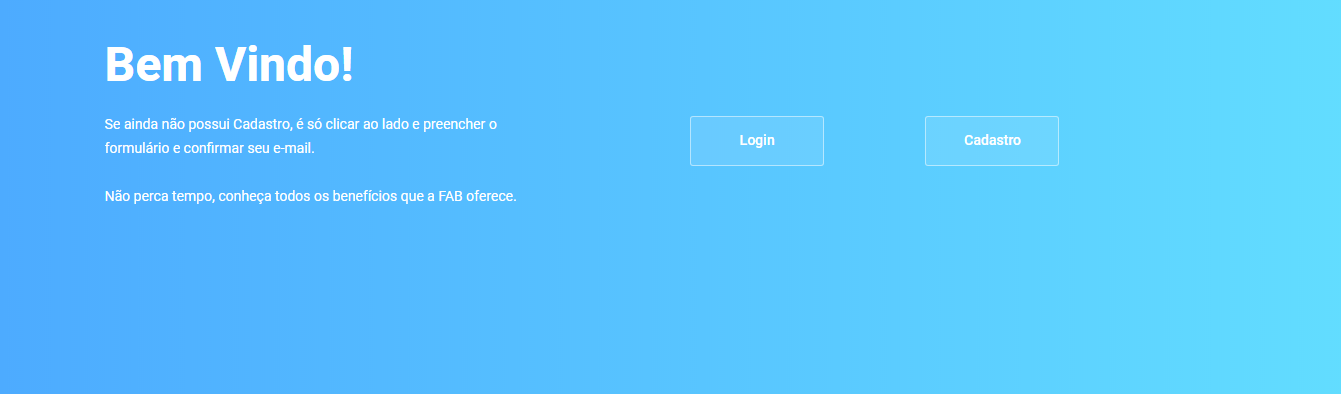 Bem Vindo!
Se ainda não possui Cadastro, é só clicar ao lado e preencher o
formulário e confirmar seu e-mail.
Não perca tempo, conheça todos os benefícios que a FAB oferece.
Login
Cadastro